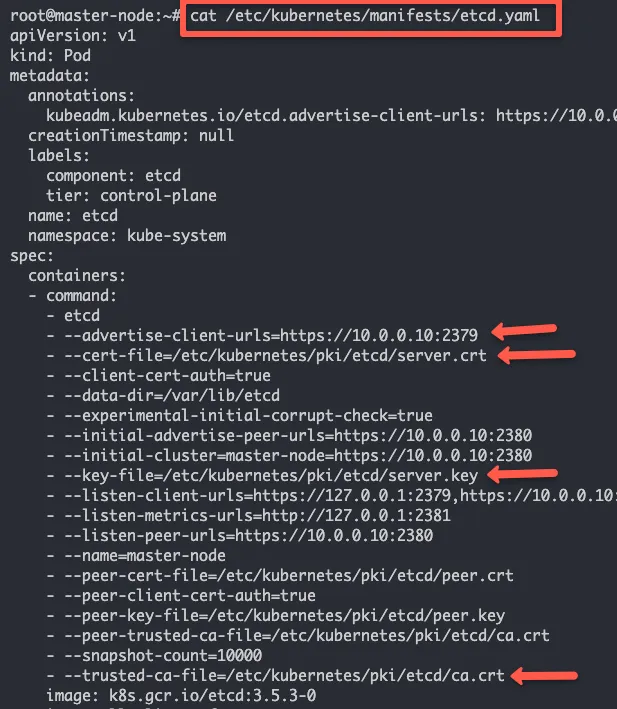 root@master-node:~# cat /etc/kubernetes/manifests/etcd.yaml
apiVersion: v1
kind: Pod
metadata:
  annotations:
    kubeadm.kubernetes.io/etcd.advertise-client-urls: https://10.0.0
  creationTimestamp: null
  labels:
    component: etcd
    tier: control-plane
  name: etcd
  namespace: kube-system
spec:
  containers:
  - command:
    - etcd
    - --advertise-client-urls=https://10.0.0.10:2379
    - --cert-file=/etc/kubernetes/pki/etcd/server.crt
    - --client-cert-auth=true
    - --data-dir=/var/lib/etcd
    - --experimental-initial-corrupt-check=true
    - --initial-advertise-peer-urls=https://10.0.0.10:2380
    - --initial-cluster=master-node=https://10.0.0.10:2380
    - --key-file=/etc/kubernetes/pki/etcd/server.key
    - --listen-client-urls=https://127.0.0.1:2379,https://10.0.0.10:
    - --listen-metrics-urls=http://127.0.0.1:2381
    - --listen-peer-urls=https://10.0.0.10:2380
    - --name=master-node
    - --peer-cert-file=/etc/kubernetes/pki/etcd/peer.crt
    - --peer-client-cert-auth=true
    - --peer-key-file=/etc/kubernetes/pki/etcd/peer.key
    - --peer-trusted-ca-file=/etc/kubernetes/pki/etcd/ca.crt
    - --snapshot-count=10000
    - --trusted-ca-file=/etc/kubernetes/pki/etcd/ca.crt
    image: k8s.gcr.io/etcd:3.5.3-0